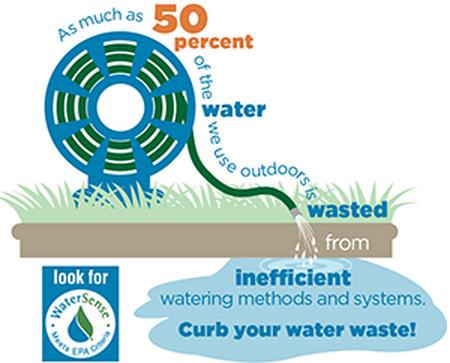 As much as 50
percent
of the
water
we use outdoors is
wasted
from
inefficient
watering methods and systems.
Curb your water waste!
look for
WaterSense
Meets EPA Criteria